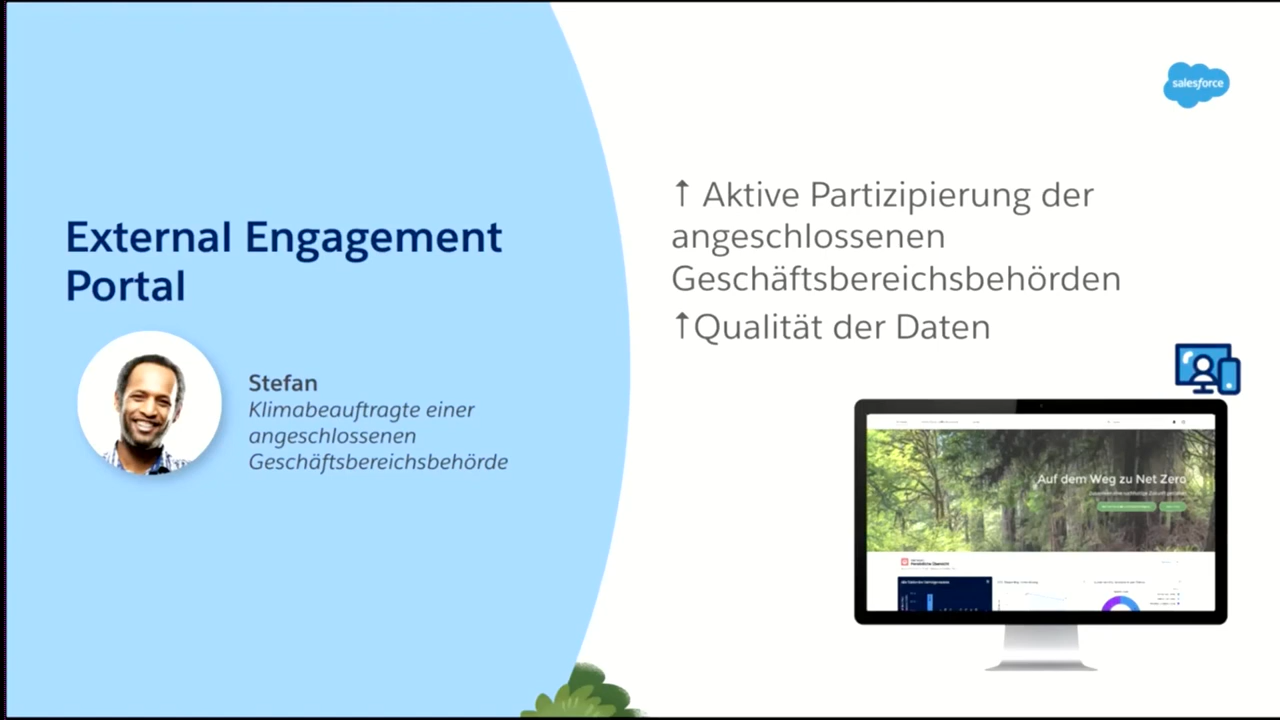 salesforce
↑ Aktive Partizipierung der
angeschlossenen
Geschäftsbereichsbehörden
↑Qualität der Daten
External Engagement
Portal
Stefan
Klimabeauftragte einer
angeschlossenen
Geschäftsbereichsbehörde
Auf dem Weg zu Net Zero